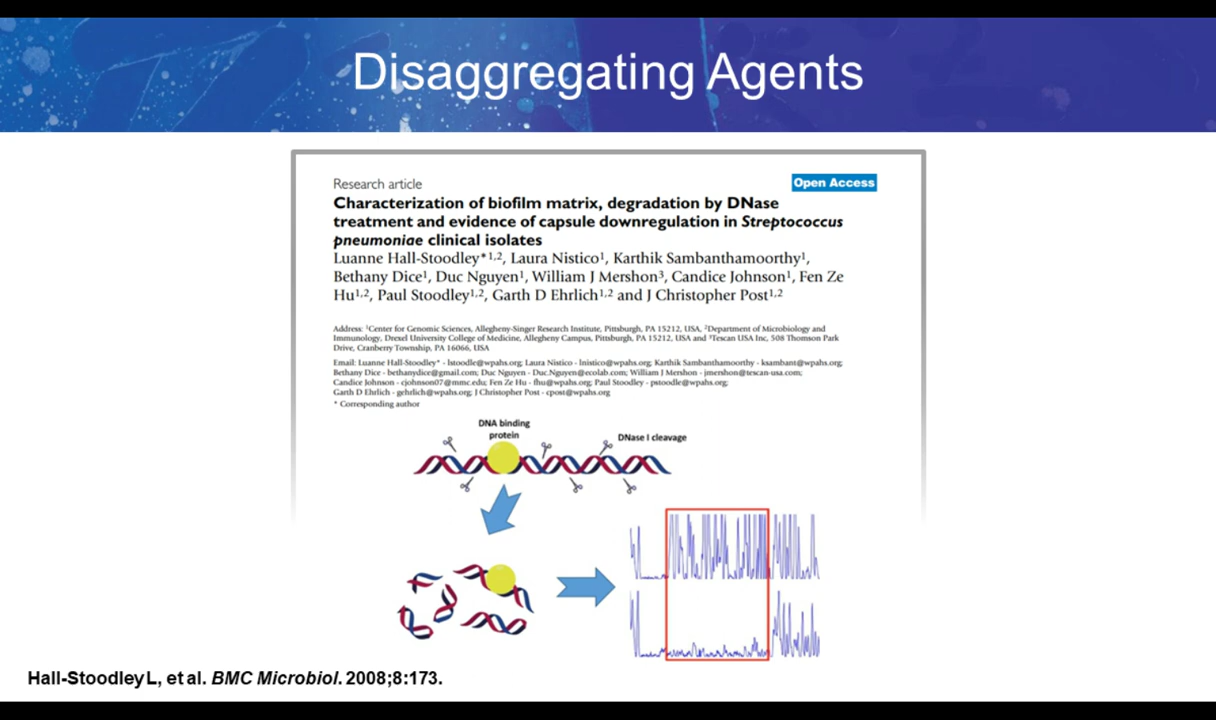 Disaggregating Agents
Research article
Open Access
Characterization of biofilm matrix, degradation by DNase
treatment and evidence of capsule downregulation in Streptococcus
pneumoniae clinical isolates
Luanne Hall-Stoodley*1,2, Laura Nistico1, Karthik Sambanthamoorthy1,
Bethany Dice1, Duc Nguyen1, William J Mershon3, Candice Johnson1, Fen Ze
Hu1,2, Paul Stoodley1,2, Garth D Ehrlich1,2 and J Christopher Post1,2
Address: 1Center for Genomic Sciences, Allegheny-Singer Research Institute, Pittsburgh, PA 15212, USA, 2Department of Microbiology and
Immunology, Drexel University College of Medicine, Allegheny Campus, Pittsburgh, PA 15212, USA and 3Tescan USA Inc, 508 Thomson Park
Drive, Cranberry Township, PA 16066, USA
Email: Luanne Hall-Stoodley* - lstoodle@wpahs.org; Laura Nistico - lnistico@wpahs.org; Karthik Sambanthamoorthy - ksambant@wpahs.org;
Bethany Dice - bethanydice@gmail.com; Duc Nguyen - Duc.Nguyen@ecolab.com; William J Mershon - jmershon@tescan-usa.com;
Candice Johnson - cjohnson07@mmc.edu; Fen Ze Hu - fhu@wpahs.org; Paul Stoodley - pstoodle@wpahs.org;
Garth D Ehrlich - gehrlich@wpahs.org; J Christopher Post - cpost@wpahs.org
* Corresponding author
DNA binding
protein
DNase I cleavage
Hall-Stoodley L, et al. BMC Microbiol. 2008;8:173.